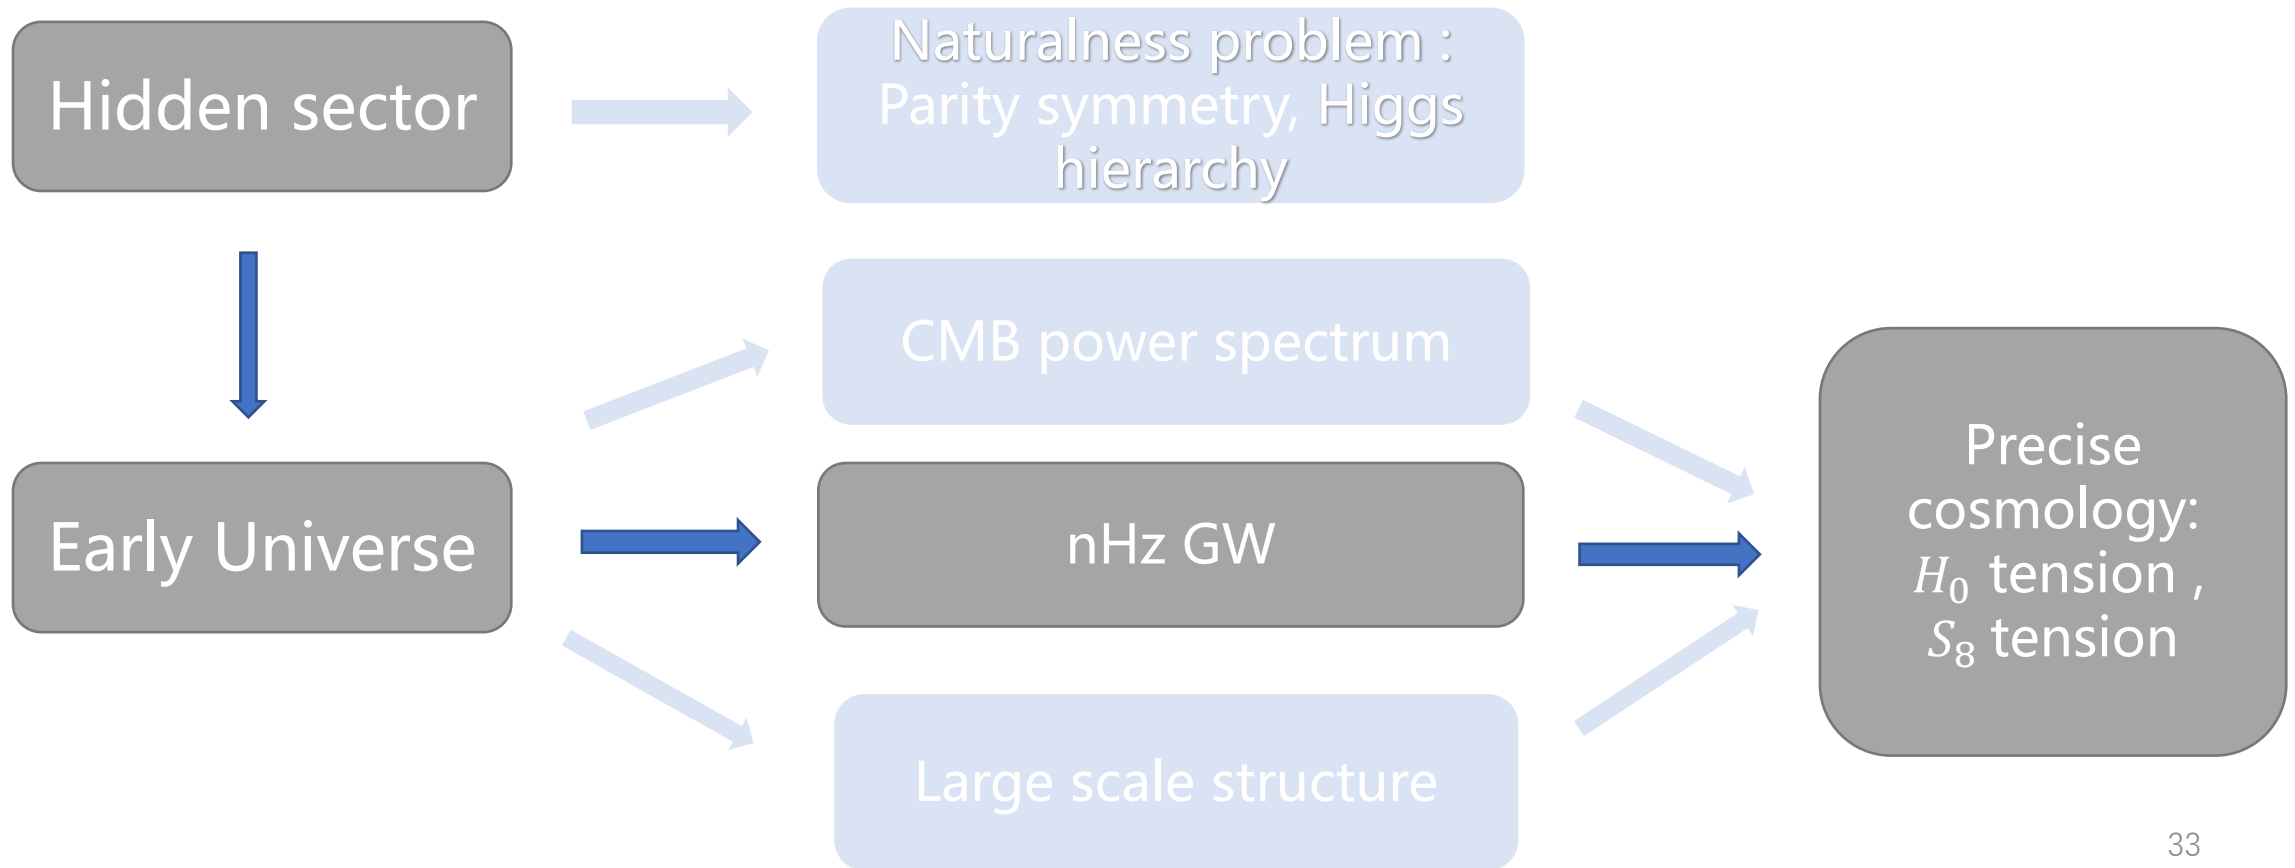 Hidden sector
Naturalness problem :
Parity symmetry, Higgs
hierarchy
CMB power spectrum
Early Universe
nHz GW
Precise
cosmology:
H₀ tension ,
S₈ tension
Large scale structure
33